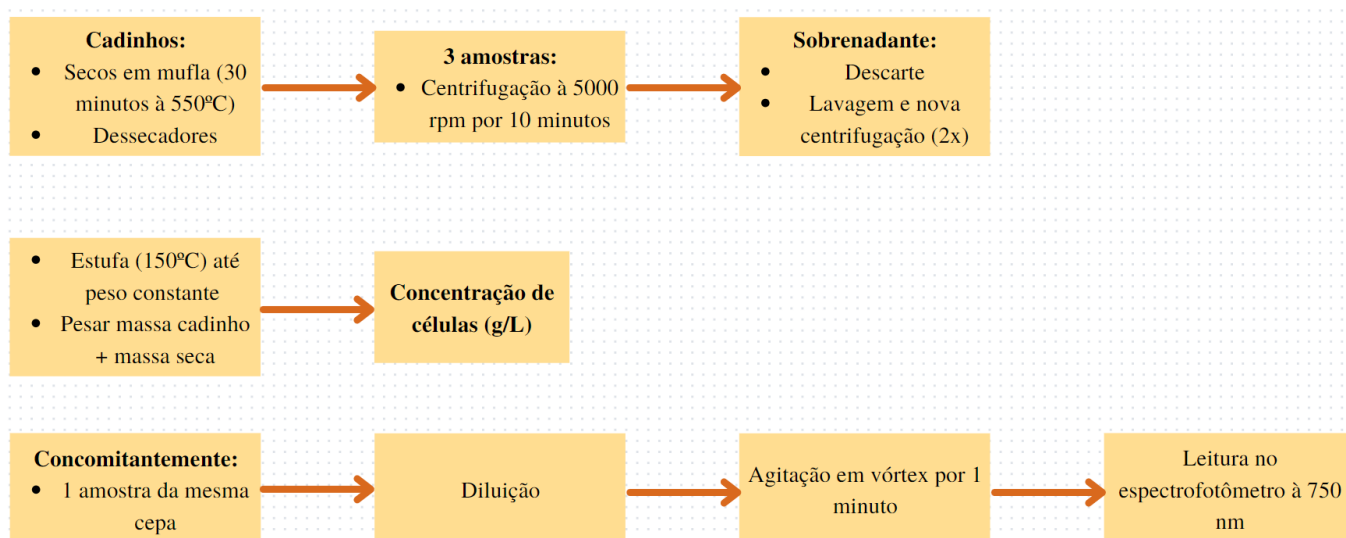 Cadinhos:
• Secos em mufla (30
minutos à 550ºC)
• Dessecadores
3 amostras:
• Centrifugação à 5000
rpm por 10 minutos
Sobrenadante:
• Descarte
• Lavagem e nova
centrifugação (2x)
• Estufa (150ºC) até
peso constante
• Pesar massa cadinho
+ massa seca
Concentração de
células (g/L)
Concomitantemente:
• 1 amostra da mesma
cepa
Diluição
Agitação em vórtex por 1
minuto
Leitura no
espectrofotômetro à 750
nm